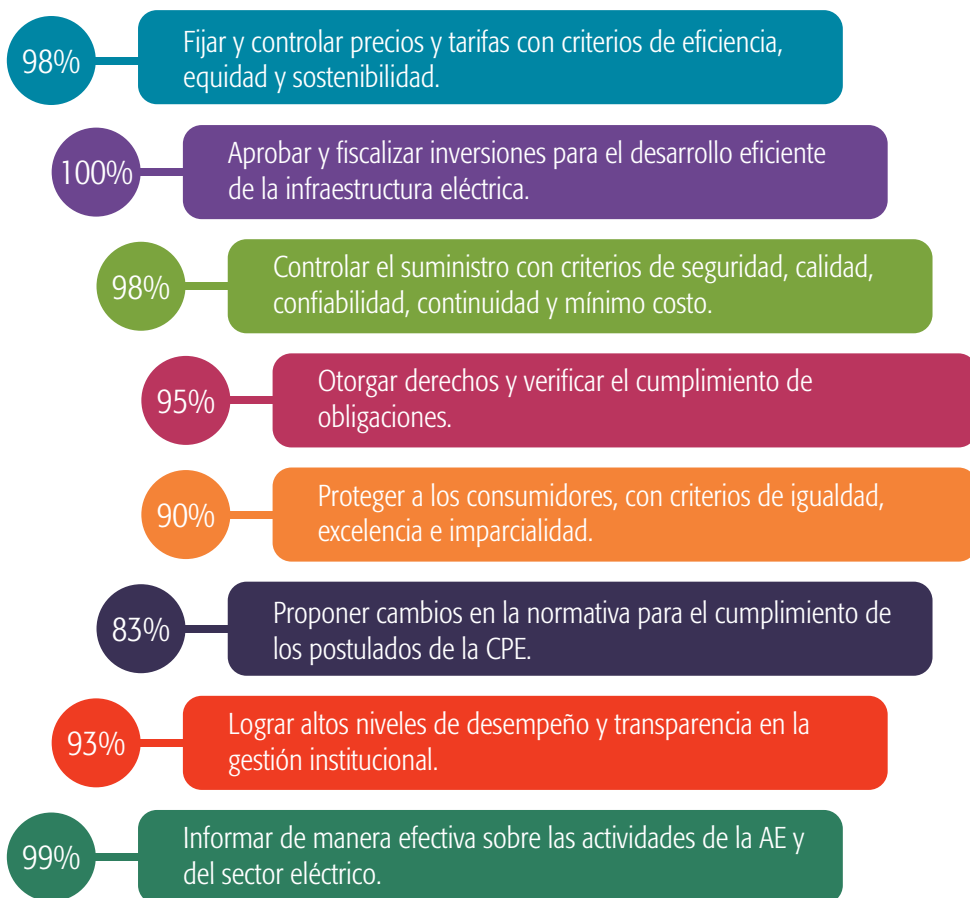 98%
Fijar y controlar precios y tarifas con criterios de eficiencia,
equidad y sostenibilidad.
100%
Aprobar y fiscalizar inversiones para el desarrollo eficiente
de la infraestructura eléctrica.
98%
Controlar el suministro con criterios de seguridad, calidad,
confiabilidad, continuidad y mínimo costo.
95%
Otorgar derechos y verificar el cumplimiento de
obligaciones.
90%
Proteger a los consumidores, con criterios de igualdad,
excelencia e imparcialidad.
83%
Proponer cambios en la normativa para el cumplimiento de
los postulados de la CPE.
93%
Lograr altos niveles de desempeño y transparencia en la
gestión institucional.
99%
Informar de manera efectiva sobre las actividades de la AE y
del sector eléctrico.